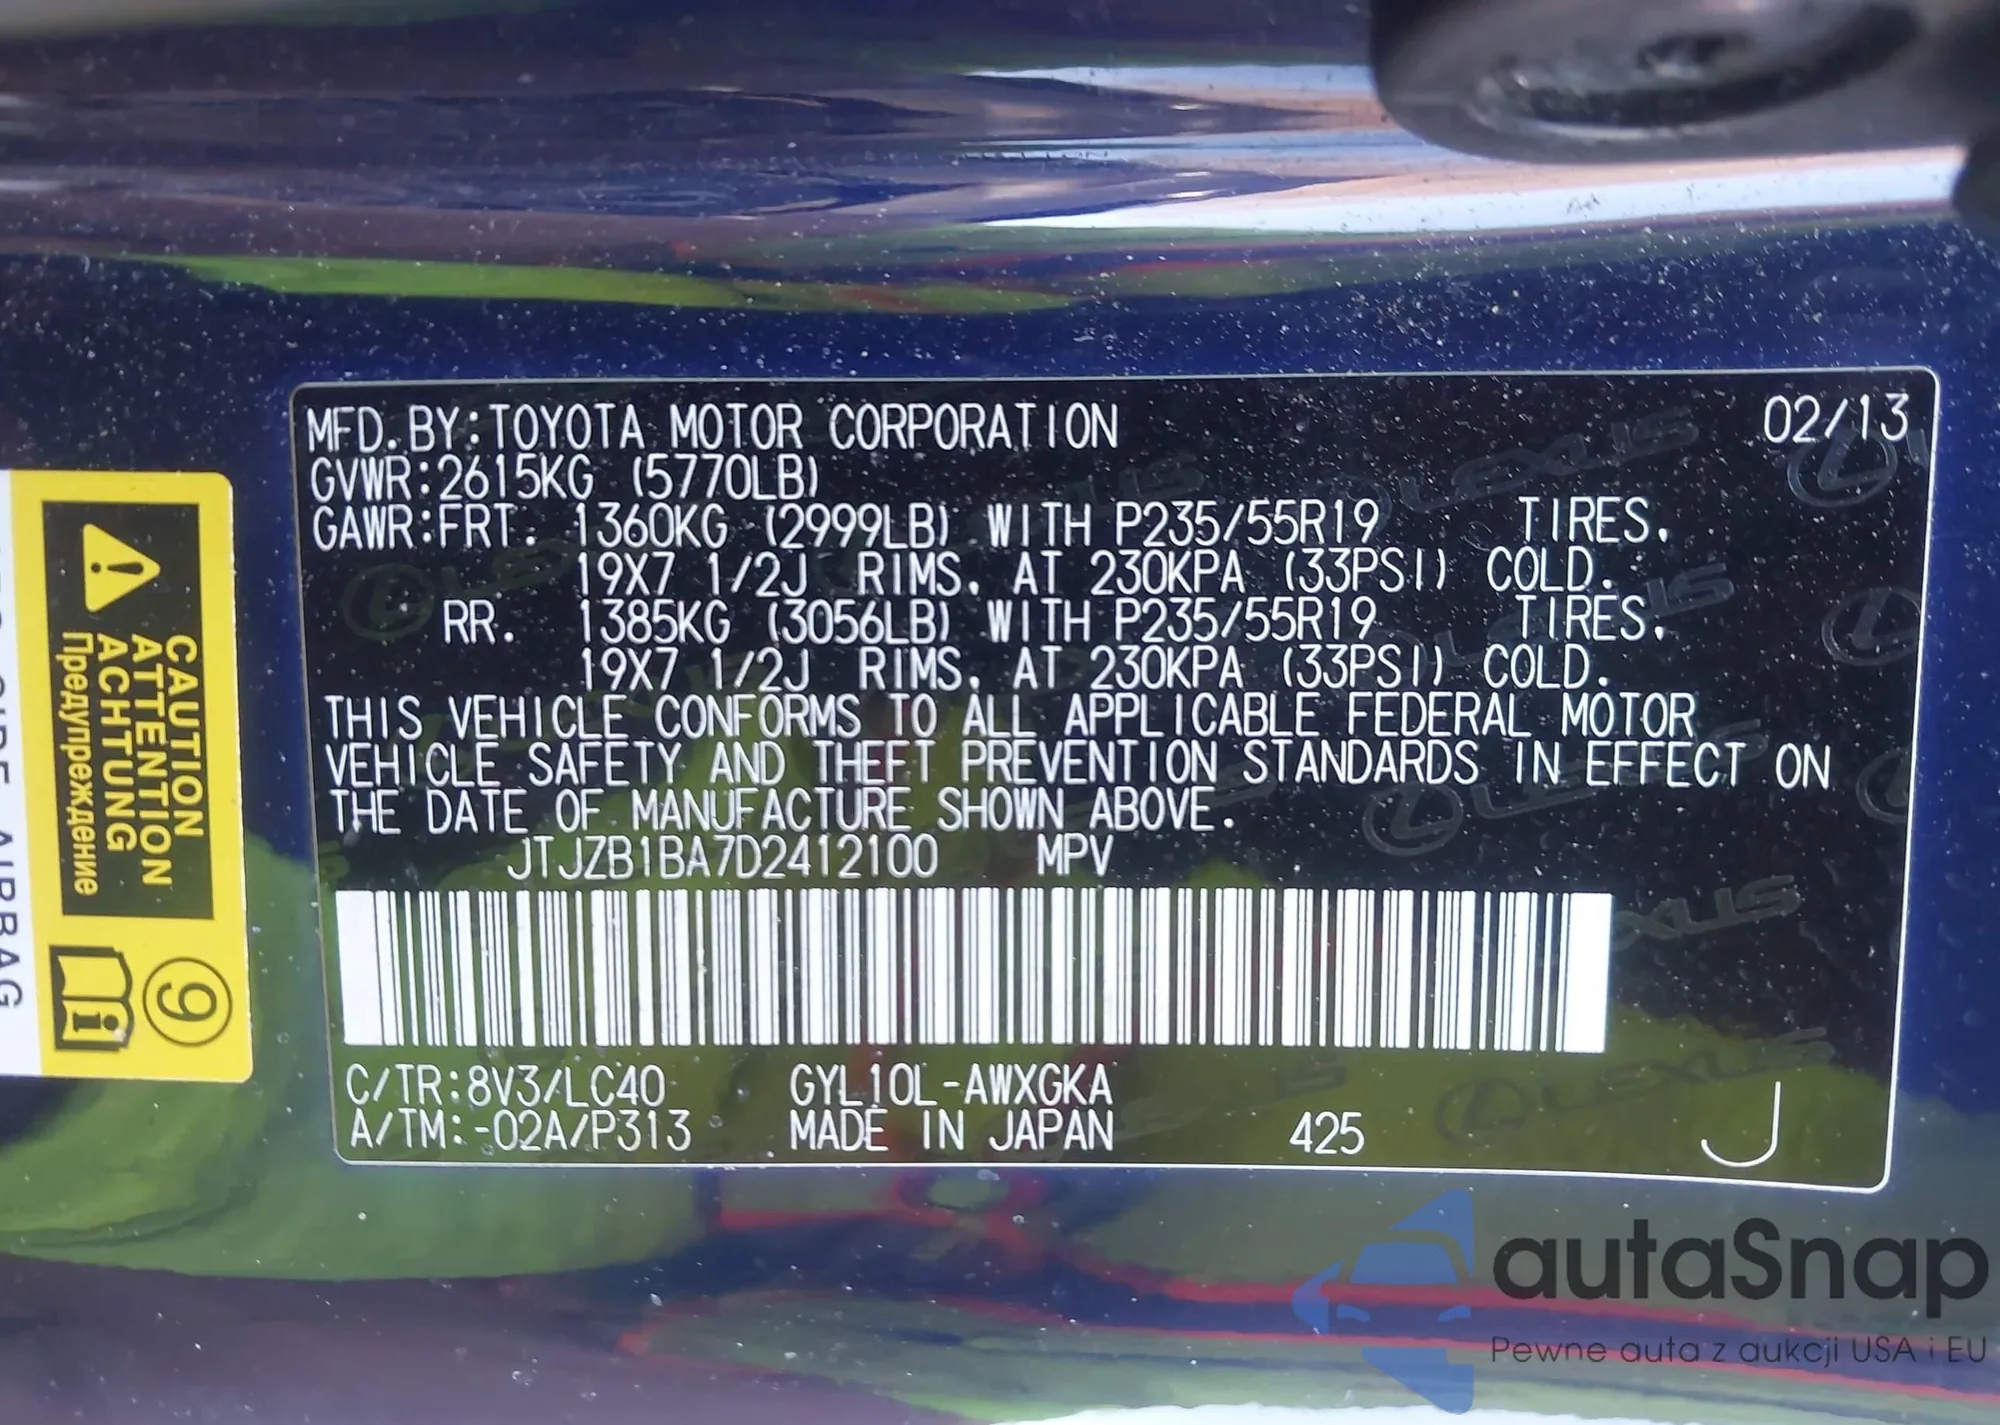 MFD.BY:TOYOTA MOTOR CORPORATION 02/13
GVWR:2615KG (5770LB)
GAWR:FRT. 1360KG (2999LB) WITH P235/55R19 TIRES.
19X7 1/2J RIMS, AT 230KPA (33PSI) COLD.
RR. 1385KG (3056LB) WITH P235/55R19 TIRES,
19X7 1/2J RIMS, AT 230KPA (33PSI) COLD.
THIS VEHICLE CONFORMS TO ALL APPLICABLE FEDERAL MOTOR
VEHICLE SAFETY AND THEFT PREVENTION STANDARDS IN EFFECT ON
THE DATE OF MANUFACTURE SHOWN ABOVE.
JTJZB1BA7D2412100 MPV
C/TR:8V3/LC40 GYL10L-AWXGKA
A/TM:-02A/P313 MADE IN JAPAN 425 J
CAUTION
ATTENTION
ACHTUNG
Предупреждение
9
i
AIRBAG
LEXUS
autaSnap
Pewne auta z aukcji USA i EU